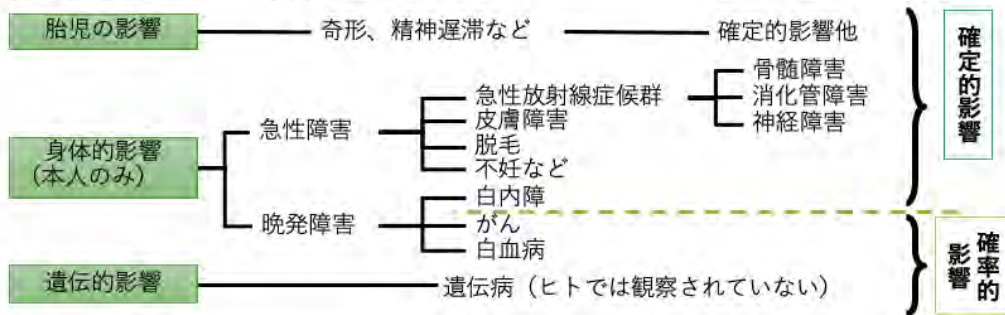 胎児の影響
奇形、精神遅滞など
確定的影響他
身体的影響
(本人のみ)
急性障害
急性放射線症候群
骨髄障害
消化管障害
神経障害
皮膚障害
脱毛
不妊など
晩発障害
白内障
がん
白血病
遺伝的影響
遺伝病（ヒトでは観察されていない）
確定的影響
確率的
影響